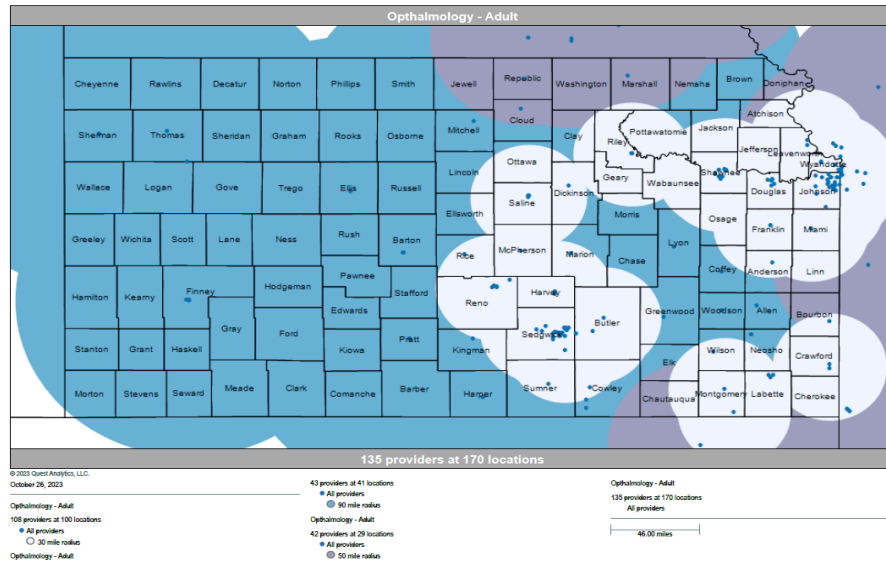 Opthalmology - Adult
Cheyenne Rawlins Decatur Norton Phillips Smith Jewell Republic Washington Marshall Nemaha Brown Doniphan
Atchison
Sherman Thomas Sheridan Graham Rooks Osborne Mitchell Cloud Clay Riley Pottawatomie Jackson
Jefferson Leavenworth
Wyandotte
Ottawa
Lincoln Geary Wabaunsee Shawnee
Wallace Logan Gove Trego Ellis Russell Saline Dickinson Douglas Johnson
Ellsworth Morris Osage
Greeley Wichita Scott Lane Ness Rush Barton Rice McPherson Marion Chase Lyon Franklin Miami
Coffey Anderson Linn
Hamilton Kearny Finney Hodgeman Pawnee Stafford Reno Harvey
Edwards Greenwood Woodson Allen Bourbon
Gray Ford Sedgwick Butler
Stanton Grant Haskell Kiowa Pratt Kingman Elk Wilson Neosho Crawford
Morton Stevens Seward Meade Clark Comanche Barber Harper Sumner Cowley Chautauqua Montgomery Labette Cherokee
135 providers at 170 locations
© 2023 Quest Analytics, LLC.
October 26, 2023
Opthalmology - Adult
108 providers at 100 locations
All providers
30 mile radius
Opthalmology - Adult
43 providers at 41 locations
All providers
90 mile radius
Opthalmology - Adult
42 providers at 29 locations
All providers
50 mile radius
Opthalmology - Adult
135 providers at 170 locations
All providers
46.00 miles